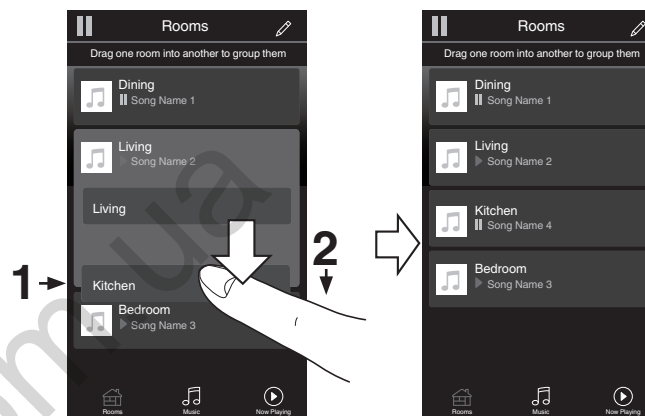 Rooms
Drag one room into another to group them
Dining
Song Name 1
Living
Song Name 2
Living
Kitchen
Bedroom
Song Name 3
Rooms Music Now Playing
1
2
Rooms
Drag one room into another to group them
Dining
Song Name 1
Living
Song Name 2
Kitchen
Song Name 4
Bedroom
Song Name 3
Rooms Music Now Playing
om ua